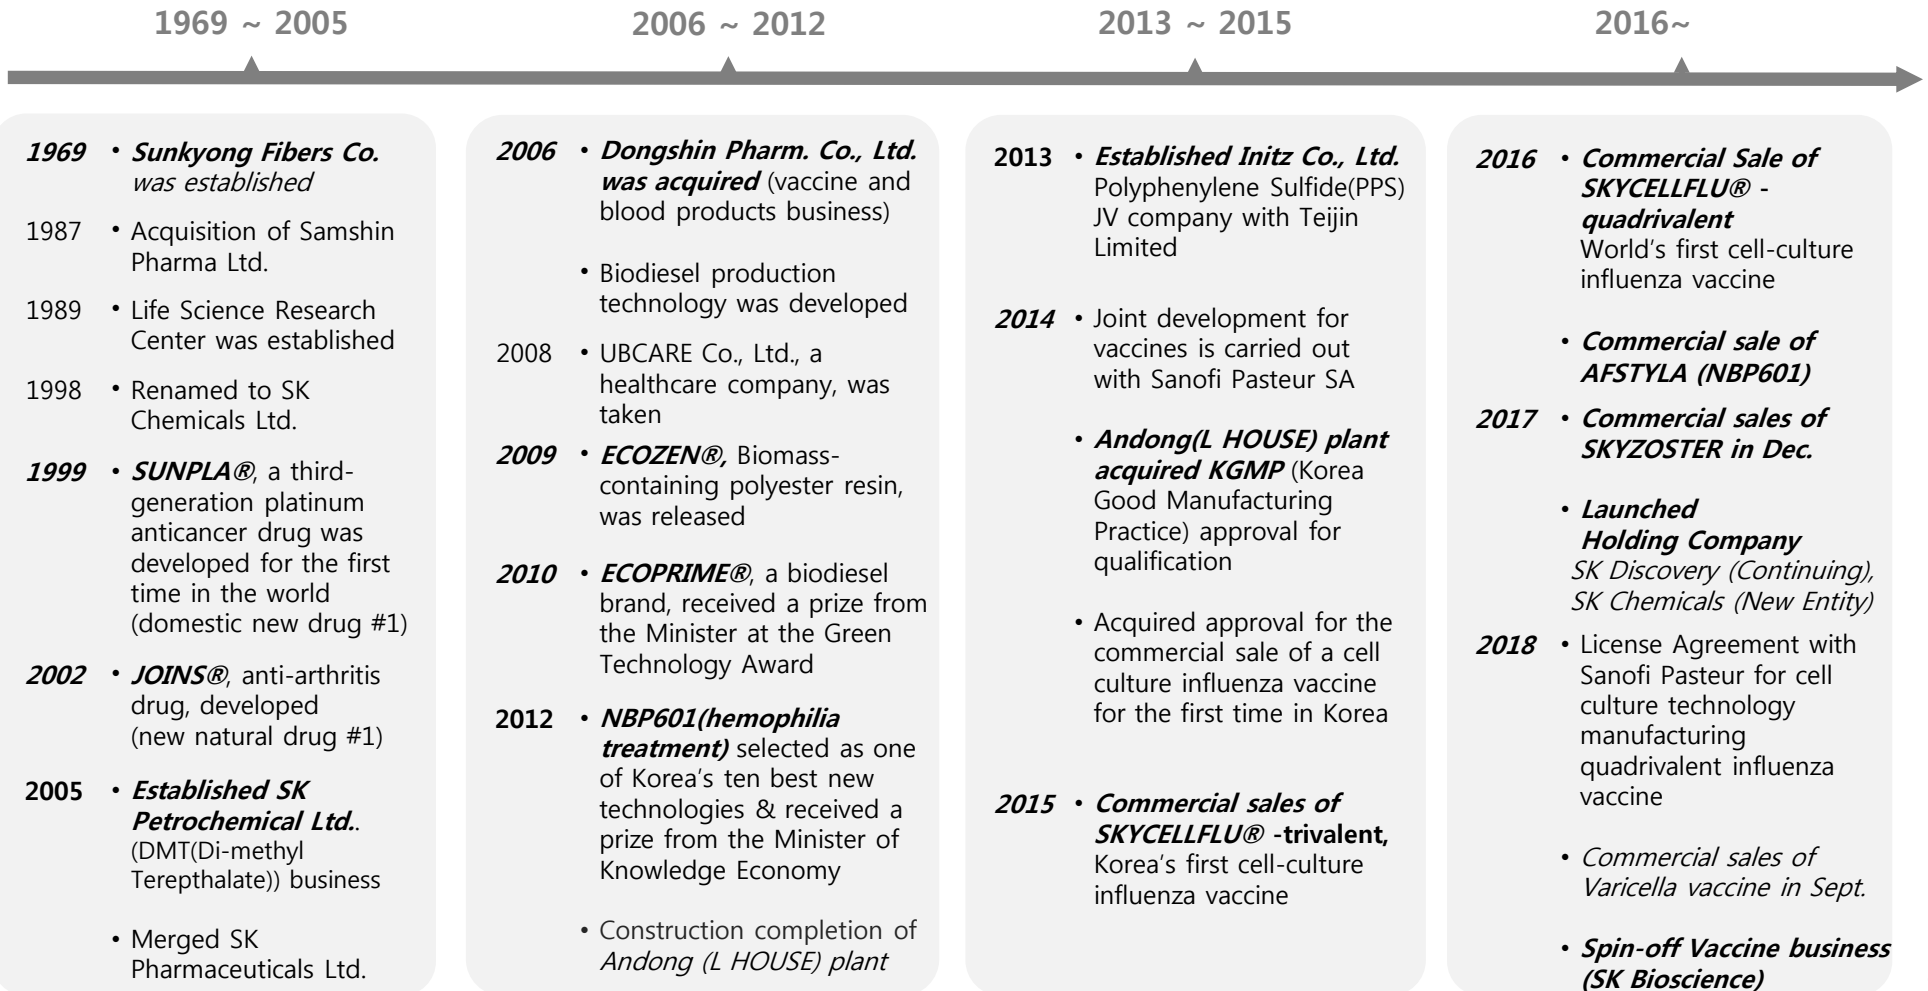 1969 ~ 2005
2006 ~ 2012
2013 ~ 2015
2016~
1969 • Sunkyong Fibers Co.
was established
1987 • Acquisition of Samshin
Pharma Ltd.
1989 • Life Science Research
Center was established
1998 • Renamed to SK
Chemicals Ltd.
1999 • SUNPLA®, a third-
generation platinum
anticancer drug was
developed for the first
time in the world
(domestic new drug #1)
2002 • JOINS®, anti-arthritis
drug, developed
(new natural drug #1)
2005 • Established SK
Petrochemical Ltd..
(DMT(Di-methyl
Terepthalate)) business
• Merged SK
Pharmaceuticals Ltd.
2006 • Dongshin Pharm. Co., Ltd.
was acquired (vaccine and
blood products business)
• Biodiesel production
technology was developed
2008 • UBCARE Co., Ltd., a
healthcare company, was
taken
2009 • ECOZEN®, Biomass-
containing polyester resin,
was released
2010 • ECOPRIME®, a biodiesel
brand, received a prize from
the Minister at the Green
Technology Award
2012 • NBP601(hemophilia
treatment) selected as one
of Korea's ten best new
technologies & received a
prize from the Minister of
Knowledge Economy
• Construction completion of
Andong (L HOUSE) plant
2013 • Established Initz Co., Ltd.
Polyphenylene Sulfide(PPS)
JV company with Teijin
Limited
2014 • Joint development for
vaccines is carried out
with Sanofi Pasteur SA
• Andong(L HOUSE) plant
acquired KGMP (Korea
Good Manufacturing
Practice) approval for
qualification
• Acquired approval for the
commercial sale of a cell
culture influenza vaccine
for the first time in Korea
2015 • Commercial sales of
SKYCELLFLU® -trivalent,
Korea's first cell-culture
influenza vaccine
2016 • Commercial Sale of
SKYCELLFLU® -
quadrivalent
World's first cell-culture
influenza vaccine
• Commercial sale of
AFSTYLA (NBP601)
2017 • Commercial sales of
SKYZOSTER in Dec.
• Launched
Holding Company
SK Discovery (Continuing),
SK Chemicals (New Entity)
2018 • License Agreement with
Sanofi Pasteur for cell
culture technology
manufacturing
quadrivalent influenza
vaccine
• Commercial sales of
Varicella vaccine in Sept.
• Spin-off Vaccine business
(SK Bioscience)